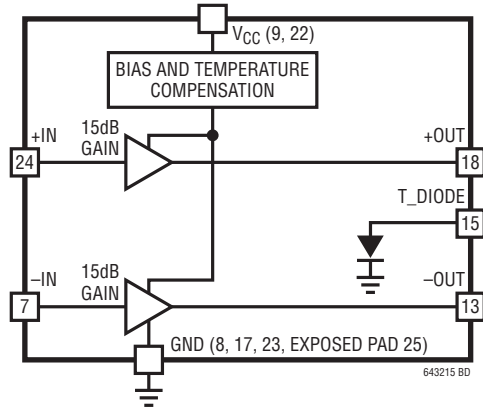 VCC (9, 22)
BIAS AND TEMPERATURE
COMPENSATION
+IN
15dB
GAIN
+OUT
24
18
T_DIODE
15
–IN
15dB
GAIN
–OUT
7
13
GND (8, 17, 23, EXPOSED PAD 25)
643215 BD